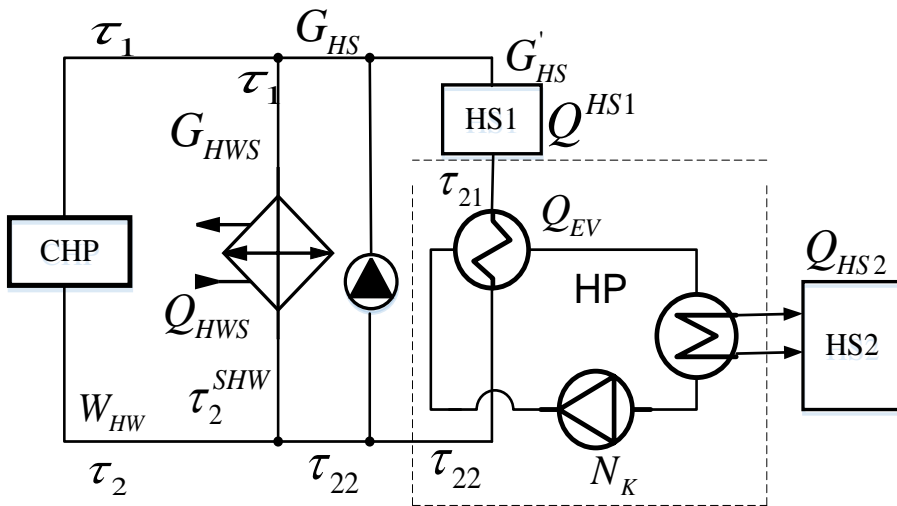 τ₁
G_HS
τ₁
G'_HS
HS1
Q^HS1
G_HWS
τ₂₁
Q_EV
CHP
HP
Q_HS2
Q_HWS
HS2
τ₂^SHW
W_HW
τ₂
τ₂₂
τ₂₂
N_K